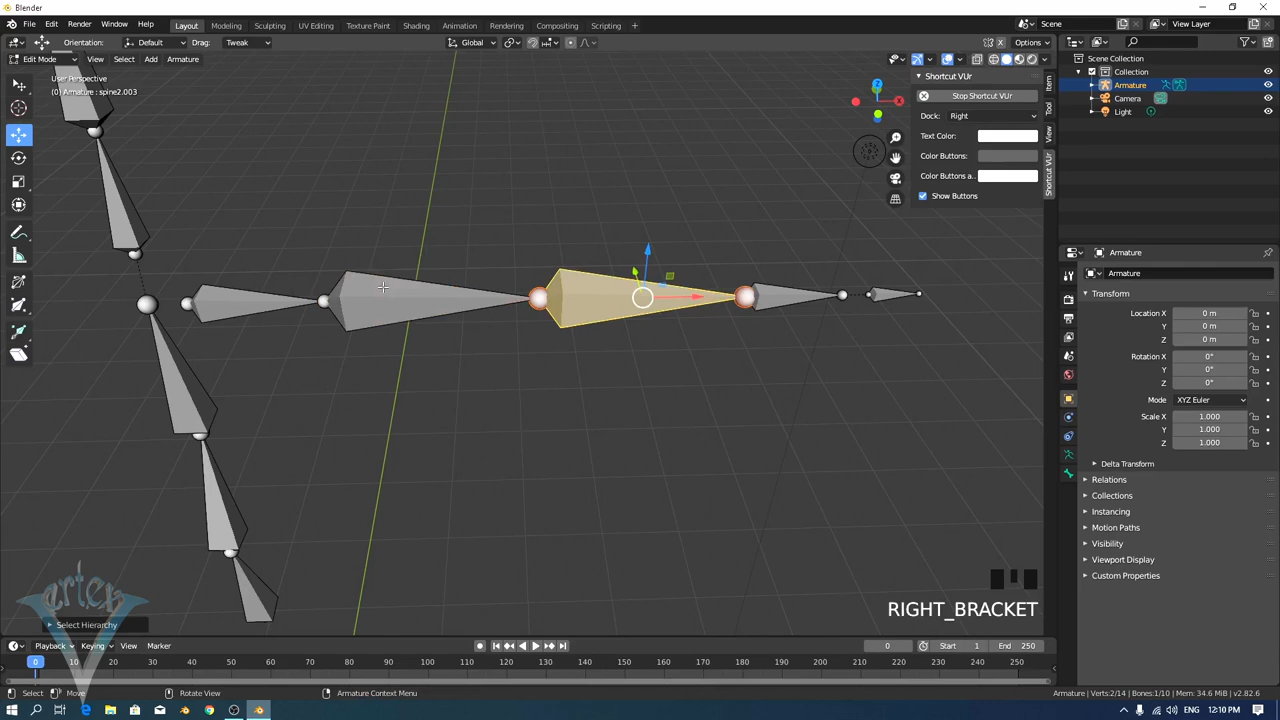 Blender
File Edit Render Window Help Layout Modeling Sculpting UV Editing Texture Paint Shading Animation Rendering Compositing Scripting + Scene View Layer
Orientation: Default Drag: Tweak Global X Options
Edit Mode View Select Add Armature
User Perspective
(0) Armature : spine2.003
Z
Shortcut VUr
Stop Shortcut VUr
Dock: Right
Text Color:
Color Buttons:
Color Buttons a..
Show Buttons
Item
Tool
View
Shortcut VUr
Scene Collection
Collection
Armature
Camera
Light
Armature
Armature
Transform
Location X 0 m
Y 0 m
Z 0 m
Rotation X 0°
Y 0°
Z 0°
Mode XYZ Euler
Scale X 1.000
Y 1.000
Z 1.000
Delta Transform
Relations
Collections
Instancing
Motion Paths
Visibility
Viewport Display
Custom Properties
RIGHT_BRACKET
artek
Select Hierarchy
Playback Keying View Marker 0 Start 1 End 250
0 10 20 30 40 50 60 70 80 90 100 110 120 130 140 150 160 170 180 190 200 210 220 230 240 250
Select Move Rotate View Armature Context Menu Armature | Verts:2/14 | Bones:1/10 | Mem: 34.6 MiB | v2.82.6
ENG 12:10 PM